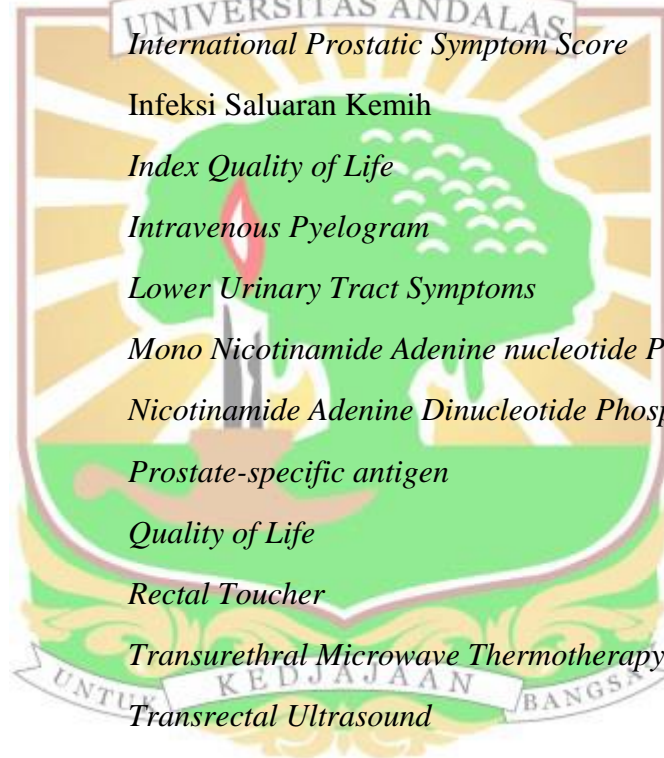 UNIVERSITAS ANDALAS
International Prostatic Symptom Score
Infeksi Saluaran Kemih
Index Quality of Life
Intravenous Pyelogram
Lower Urinary Tract Symptoms
Mono Nicotinamide Adenine nucleotide P
Nicotinamide Adenine Dinucleotide Phosp
Prostate-specific antigen
Quality of Life
Rectal Toucher
Transurethral Microwave Thermotherapy
UNTUK KEDJAJAAN BANGSA
Transrectal Ultrasound